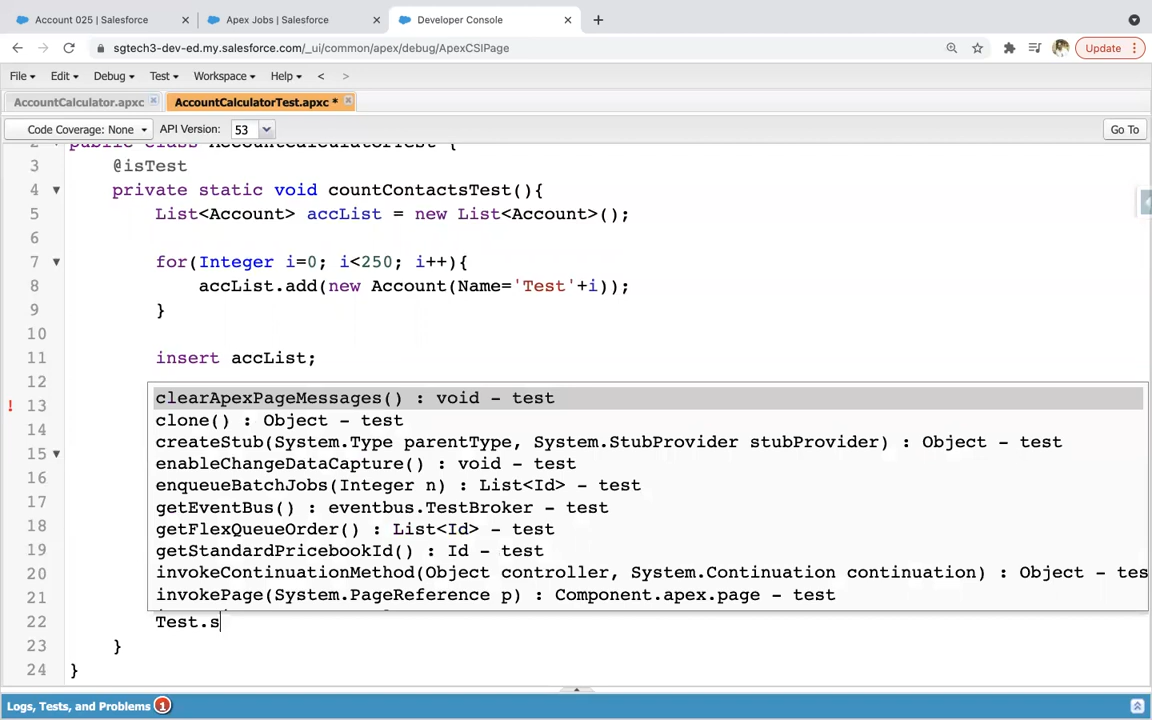 Account 025 | Salesforce
Apex Jobs | Salesforce
Developer Console
sgtech3-dev-ed.my.salesforce.com/_ui/common/apex/debug/ApexCSIPage
Update
File Edit Debug Test Workspace Help < >
AccountCalculator.apxc
AccountCalculatorTest.apxc *
Code Coverage: None API Version: 53 Go To
2 public class AccountCalculatorTest {
3 @isTest
4 private static void countContactsTest(){
5 List<Account> accList = new List<Account>();
6
7 for(Integer i=0; i<250; i++){
8 accList.add(new Account(Name='Test'+i));
9 }
10
11 insert accList;
12
13
14
15
16
17
18
19
20
21
clearApexPageMessages() : void - test
clone() : Object - test
createStub(System.Type parentType, System.StubProvider stubProvider) : Object - test
enableChangeDataCapture() : void - test
enqueueBatchJobs(Integer n) : List<Id> - test
getEventBus() : eventbus.TestBroker - test
getFlexQueueOrder() : List<Id> - test
getStandardPricebookId() : Id - test
invokeContinuationMethod(Object controller, System.Continuation continuation) : Object - tes
invokePage(System.PageReference p) : Component.apex.page - test
22 Test.s
23 }
24 }
Logs, Tests, and Problems 1